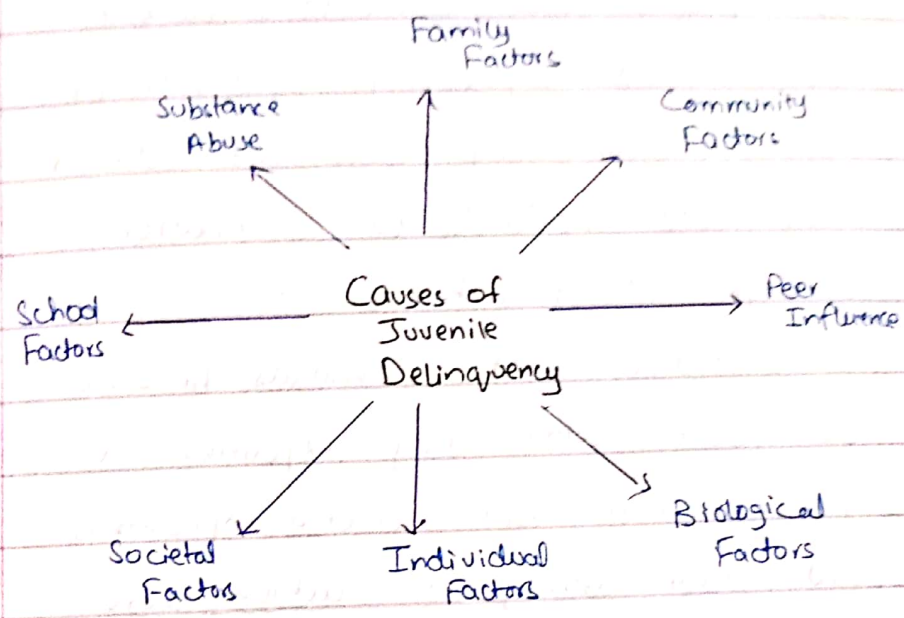 Family
Factors
Substance
Abuse
Community
Factors
School
Factors
Causes of
Juvenile
Delinquency
Peer
Influence
Societal
Factors
Individual
Factors
Biological
Factors